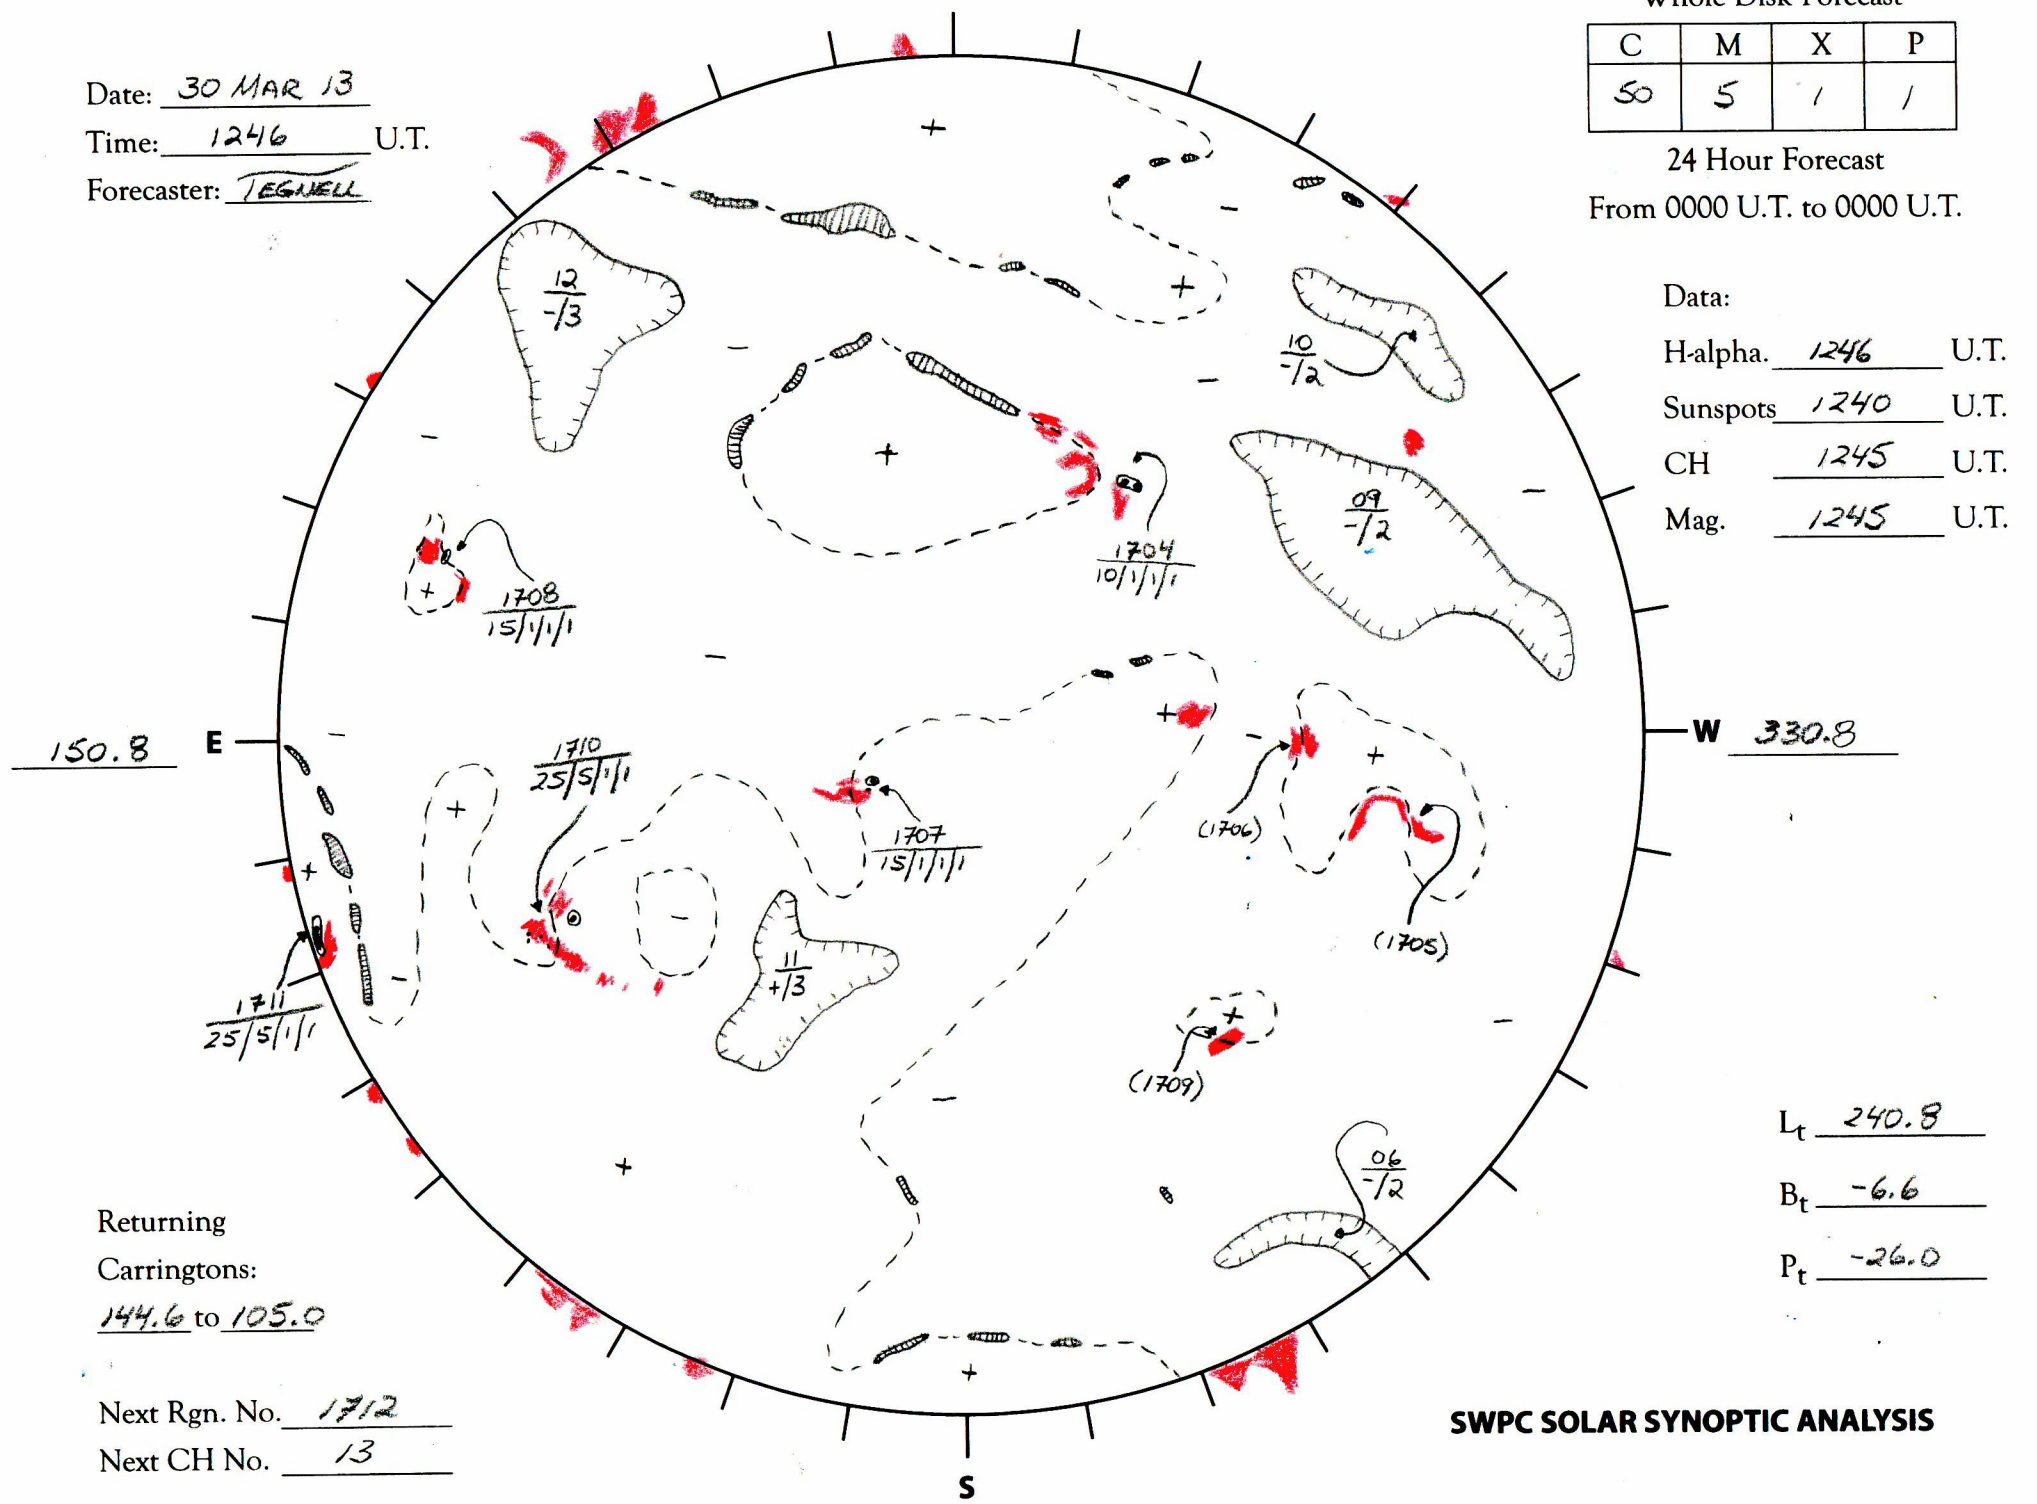 Whole Disk Forecast
C M X P
50 5 1 1
24 Hour Forecast
From 0000 U.T. to 0000 U.T.
Date: 30 MAR 13
Time: 1246 U.T.
Forecaster: TEGNELL
Data:
H-alpha. 1246 U.T.
Sunspots 1240 U.T.
CH 1245 U.T.
Mag. 1245 U.T.
+
-
+
12
-/3
10
-/2
-
-
-
+
-
09
-/2
1704
10/1/1/1
+
1708
15/1/1/1
-
150.8 E
-
+
-
+
W 330.8
1710
25/5/1/1
+
1707
15/1/1/1
(1706)
+
-
(1705)
11
+/3
-
1711
25/5/1/1
+
-
(1709)
-
+
06
-/2
Lt 240.8
Bt -6.6
Pt -26.0
Returning
Carringtons:
144.6 to 105.0
+
Next Rgn. No. 1712
Next CH No. 13
SWPC SOLAR SYNOPTIC ANALYSIS
S